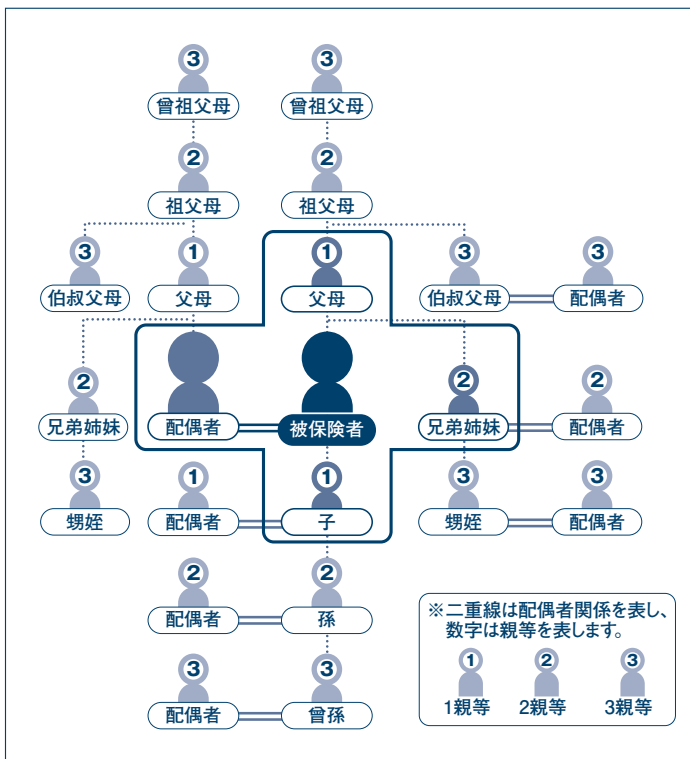 3 3
曾祖父母 曾祖父母
2 2
祖父母 祖父母
3 1 1 3 3
伯叔父母 父母 父母 伯叔父母 配偶者
2 2 2
兄弟姉妹 配偶者 被保険者 兄弟姉妹 配偶者
3 1 1 3 3
甥姪 配偶者 子 甥姪 配偶者
2 2
配偶者 孫
3 3
配偶者 曾孫
※二重線は配偶者関係を表し、
数字は親等を表します。
1 2 3
1親等 2親等 3親等